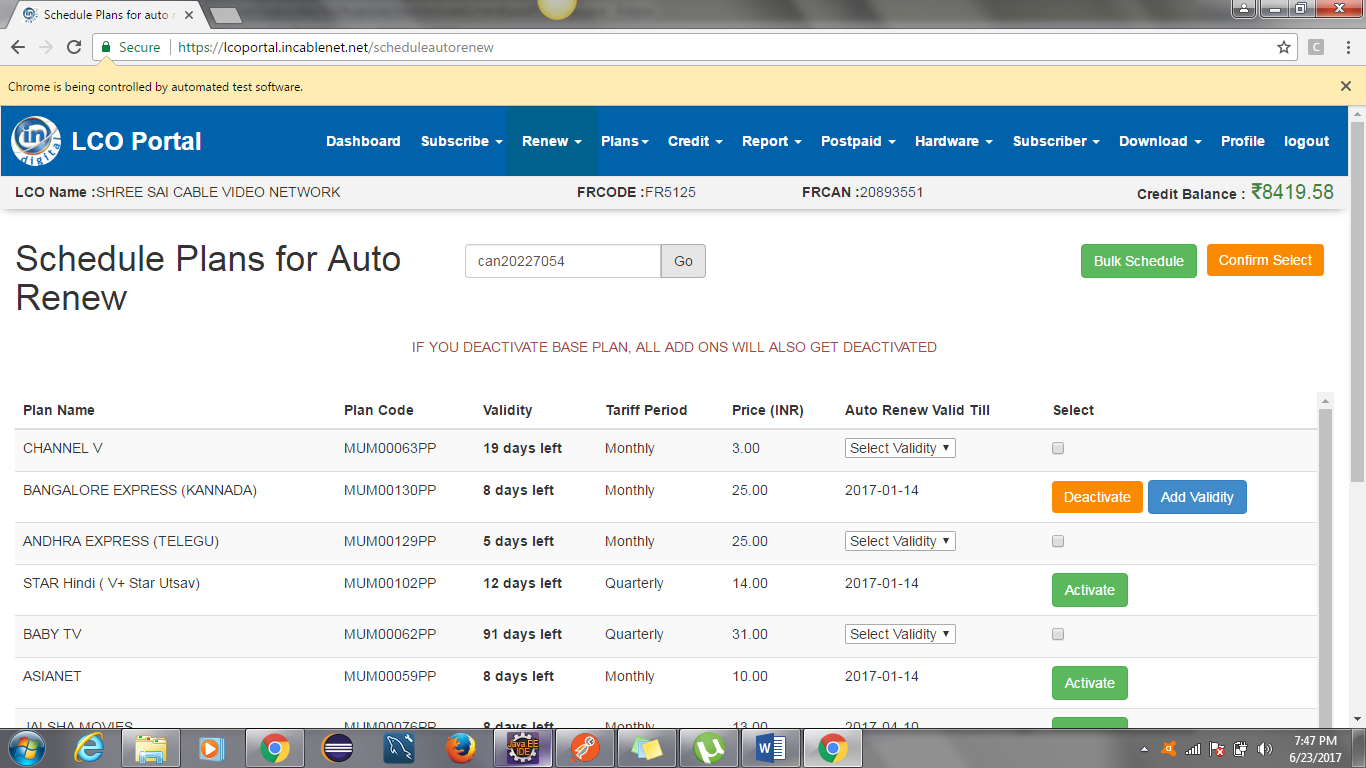 Schedule Plans for auto r
Secure https://lcoportal.incablenet.net/scheduleautorenew
Chrome is being controlled by automated test software.
in digital LCO Portal Dashboard Subscribe Renew Plans Credit Report Postpaid Hardware Subscriber Download Profile logout
LCO Name :SHREE SAI CABLE VIDEO NETWORK FRCODE :FR5125 FRCAN :20893551 Credit Balance : ₹8419.58
Schedule Plans for Auto Renew can20227054 Go Bulk Schedule Confirm Select
IF YOU DEACTIVATE BASE PLAN, ALL ADD ONS WILL ALSO GET DEACTIVATED
Plan Name Plan Code Validity Tariff Period Price (INR) Auto Renew Valid Till Select
CHANNEL V MUM00063PP 19 days left Monthly 3.00 Select Validity
BANGALORE EXPRESS (KANNADA) MUM00130PP 8 days left Monthly 25.00 2017-01-14 Deactivate Add Validity
ANDHRA EXPRESS (TELEGU) MUM00129PP 5 days left Monthly 25.00 Select Validity
STAR Hindi ( V+ Star Utsav) MUM00102PP 12 days left Quarterly 14.00 2017-01-14 Activate
BABY TV MUM00062PP 91 days left Quarterly 31.00 Select Validity
ASIANET MUM00059PP 8 days left Monthly 10.00 2017-01-14 Activate
JALSHA MOVIES MUM00076PP 8 days left Monthly 13.00 2017-04-10
Java EE IDE
7:47 PM
6/23/2017